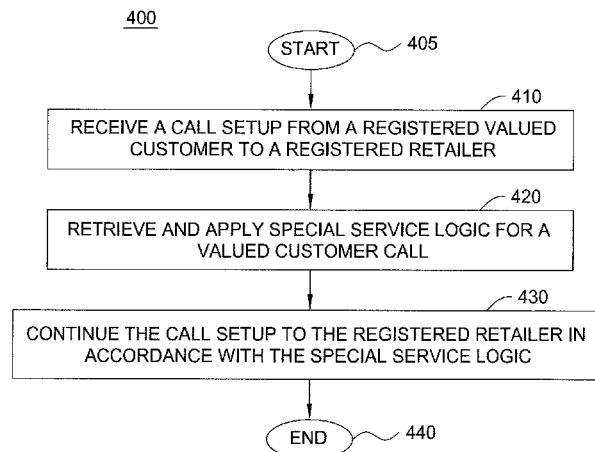 400
START
405
410
RECEIVE A CALL SETUP FROM A REGISTERED VALUED
CUSTOMER TO A REGISTERED RETAILER
420
RETRIEVE AND APPLY SPECIAL SERVICE LOGIC FOR A
VALUED CUSTOMER CALL
430
CONTINUE THE CALL SETUP TO THE REGISTERED RETAILER IN
ACCORDANCE WITH THE SPECIAL SERVICE LOGIC
END
440